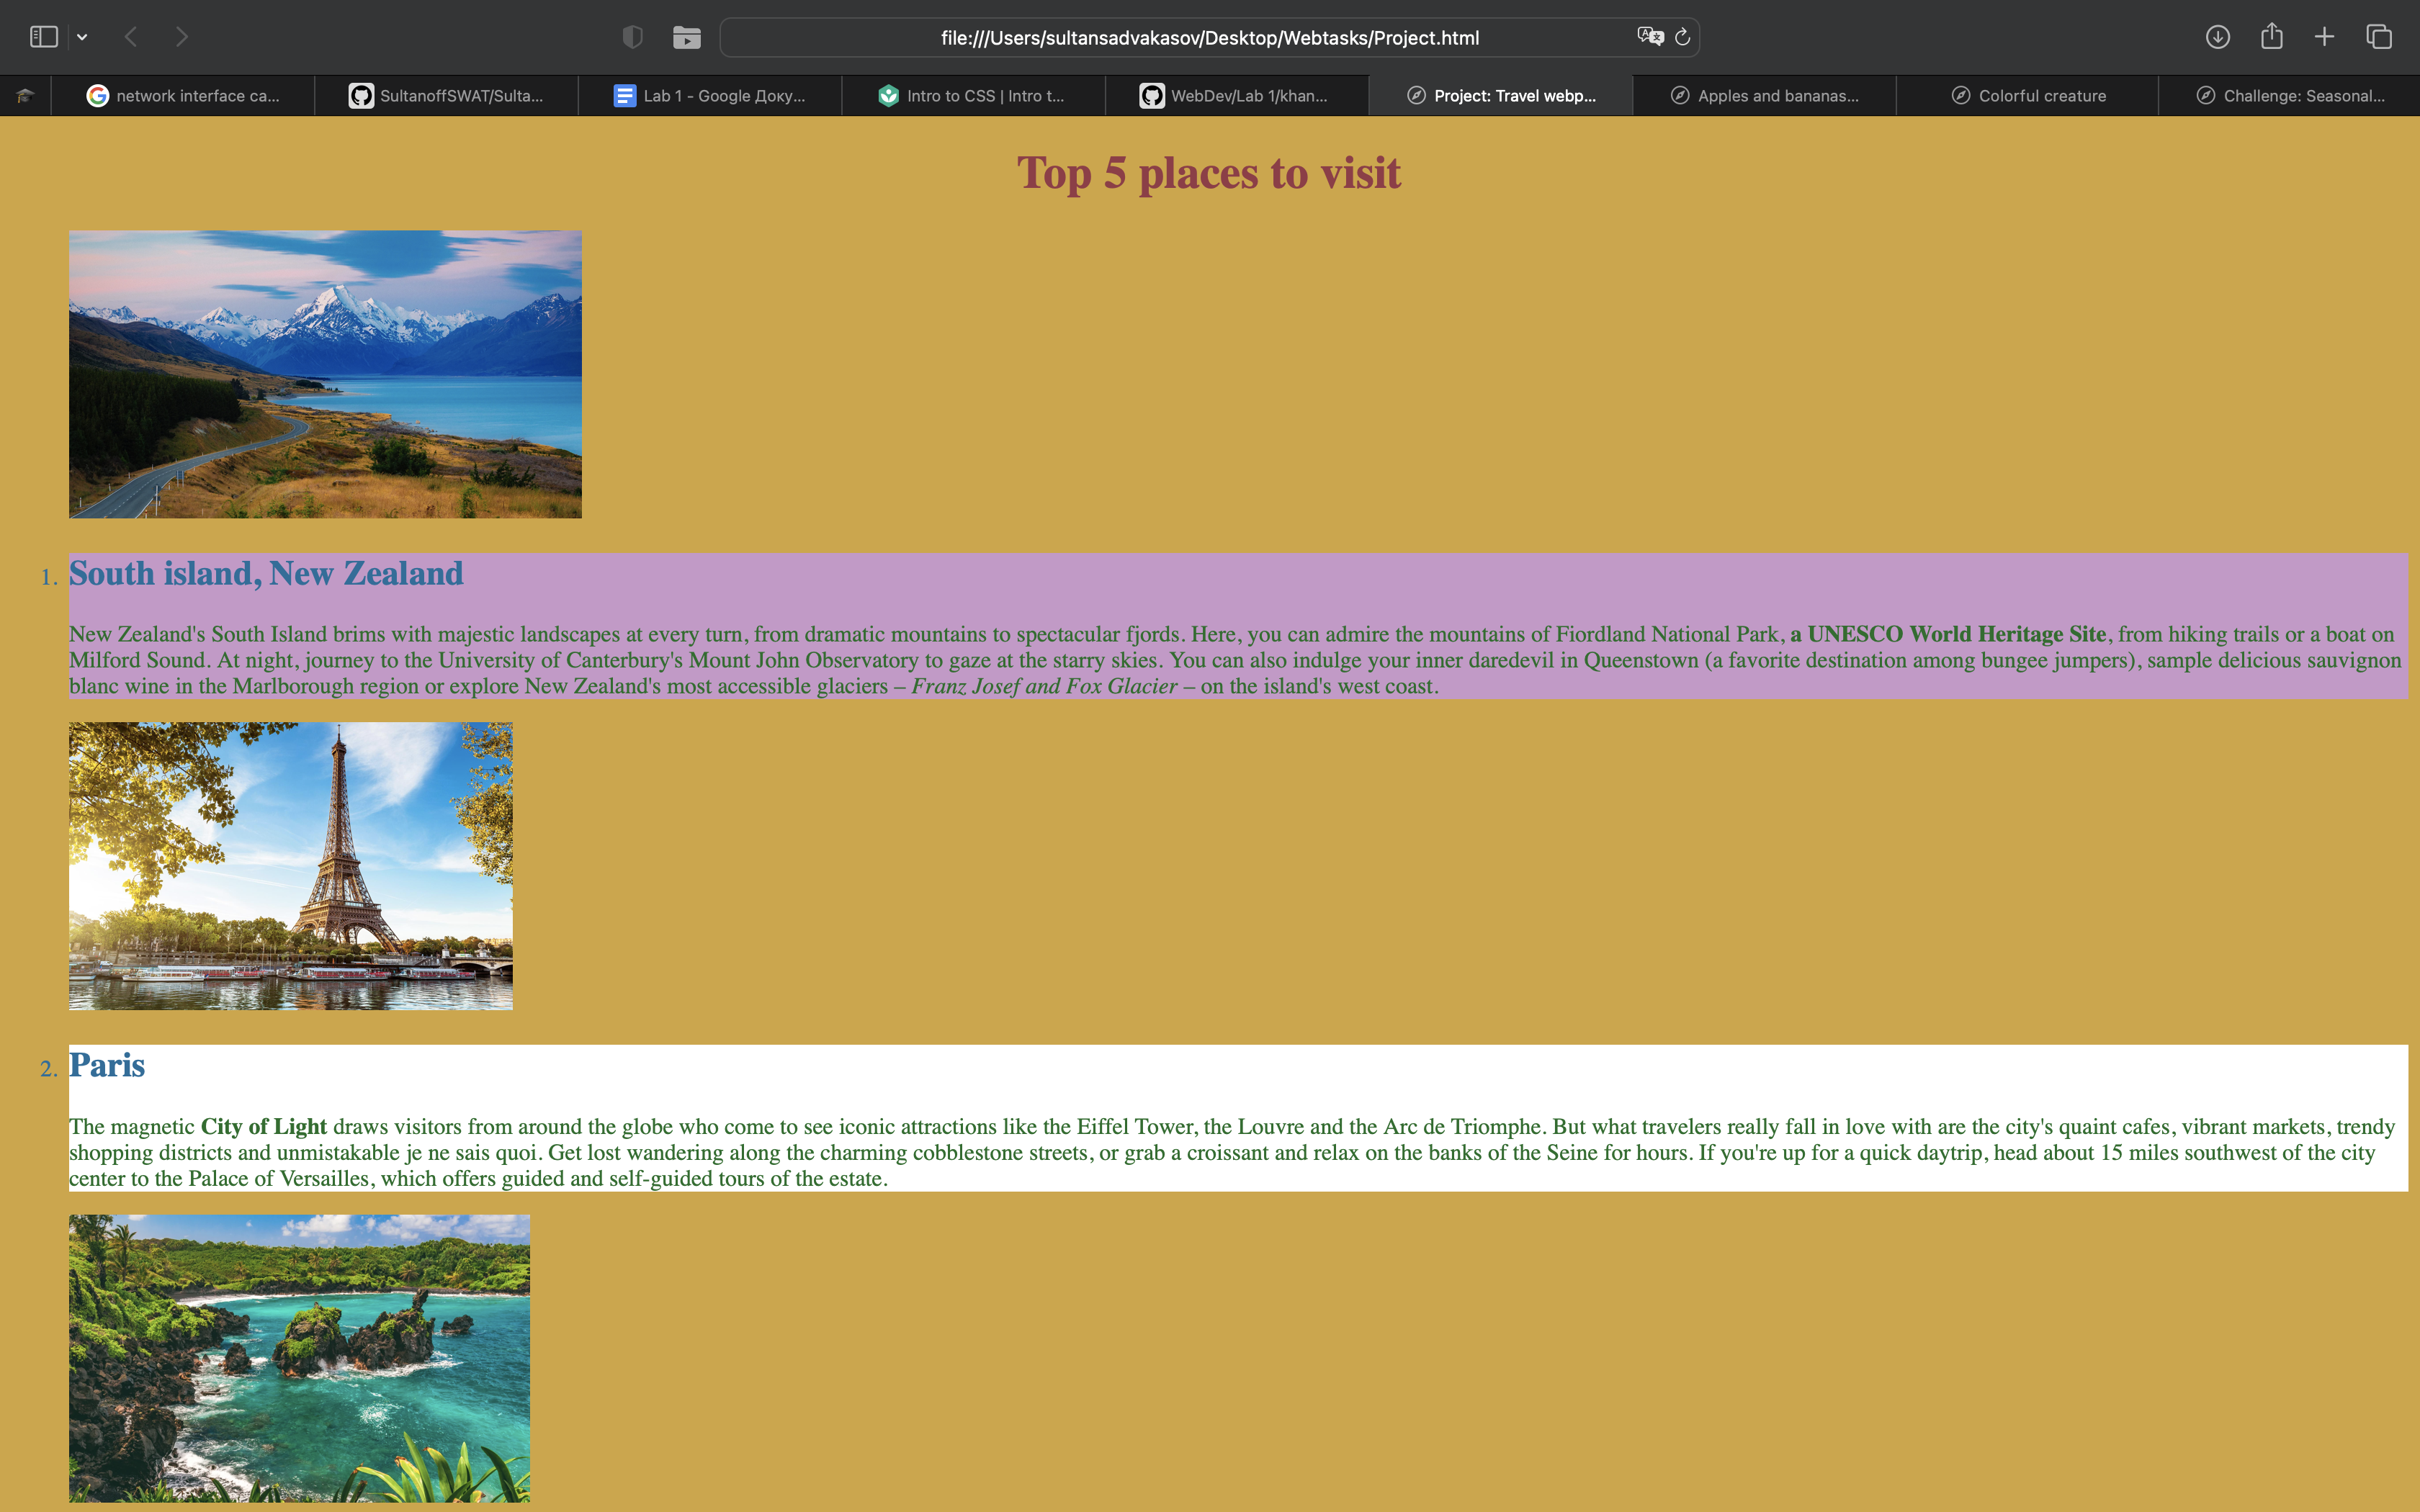 file:///Users/sultansadvakasov/Desktop/Webtasks/Project.html
network interface ca...
SultanoffSWAT/Sulta...
Lab 1 - Google Доку...
Intro to CSS | Intro t...
WebDev/Lab 1/khan...
Project: Travel webp...
Apples and bananas...
Colorful creature
Challenge: Seasonal...
Top 5 places to visit
1. South island, New Zealand
New Zealand's South Island brims with majestic landscapes at every turn, from dramatic mountains to spectacular fjords. Here, you can admire the mountains of Fiordland National Park, a UNESCO World Heritage Site, from hiking trails or a boat on
Milford Sound. At night, journey to the University of Canterbury's Mount John Observatory to gaze at the starry skies. You can also indulge your inner daredevil in Queenstown (a favorite destination among bungee jumpers), sample delicious sauvignon
blanc wine in the Marlborough region or explore New Zealand's most accessible glaciers – Franz Josef and Fox Glacier – on the island's west coast.
2. Paris
The magnetic City of Light draws visitors from around the globe who come to see iconic attractions like the Eiffel Tower, the Louvre and the Arc de Triomphe. But what travelers really fall in love with are the city's quaint cafes, vibrant markets, trendy
shopping districts and unmistakable je ne sais quoi. Get lost wandering along the charming cobblestone streets, or grab a croissant and relax on the banks of the Seine for hours. If you're up for a quick daytrip, head about 15 miles southwest of the city
center to the Palace of Versailles, which offers guided and self-guided tours of the estate.